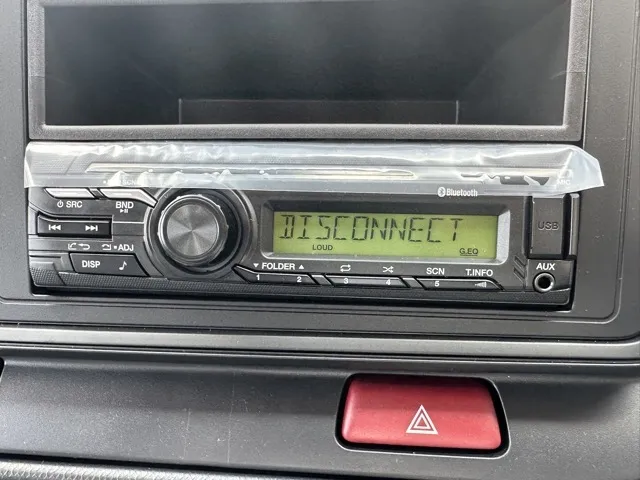 Bluetooth
SRC
BND
DISCONNECT
LOUD
G.EQ
USB
ADJ
DISP
FOLDER
SCN
T.INFO
AUX
1
2
3
4
5